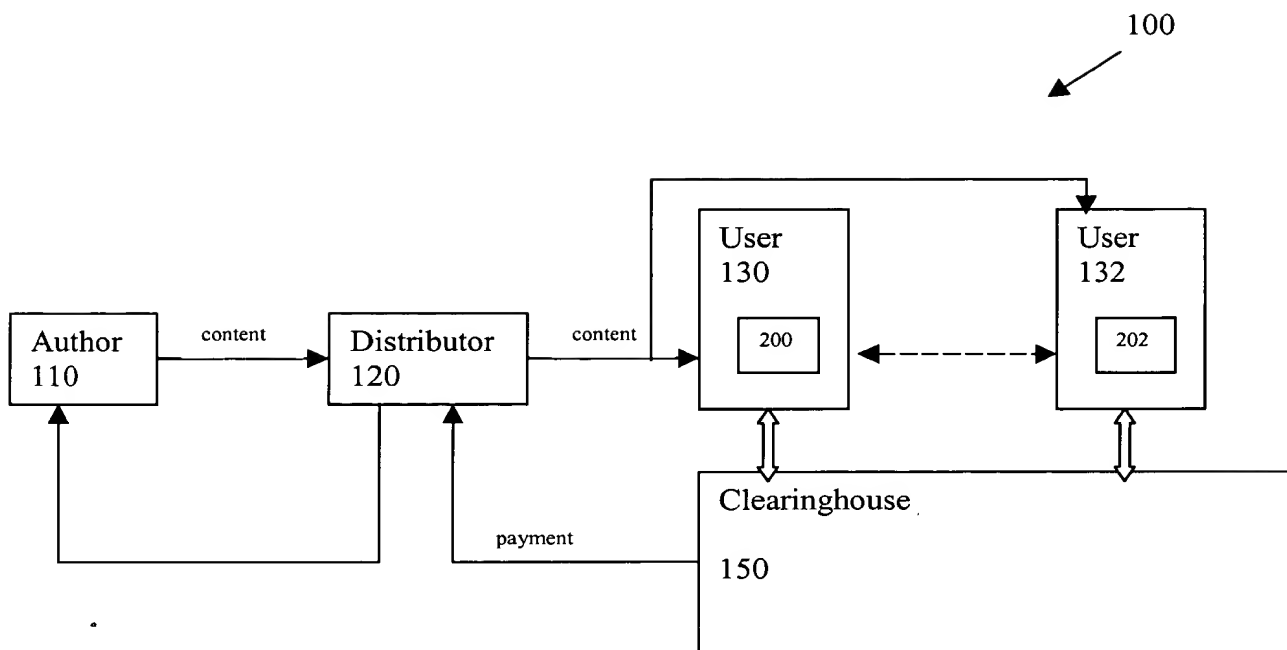 100
User
130
200
User
132
202
Author
110
content
Distributor
120
content
Clearinghouse
150
payment